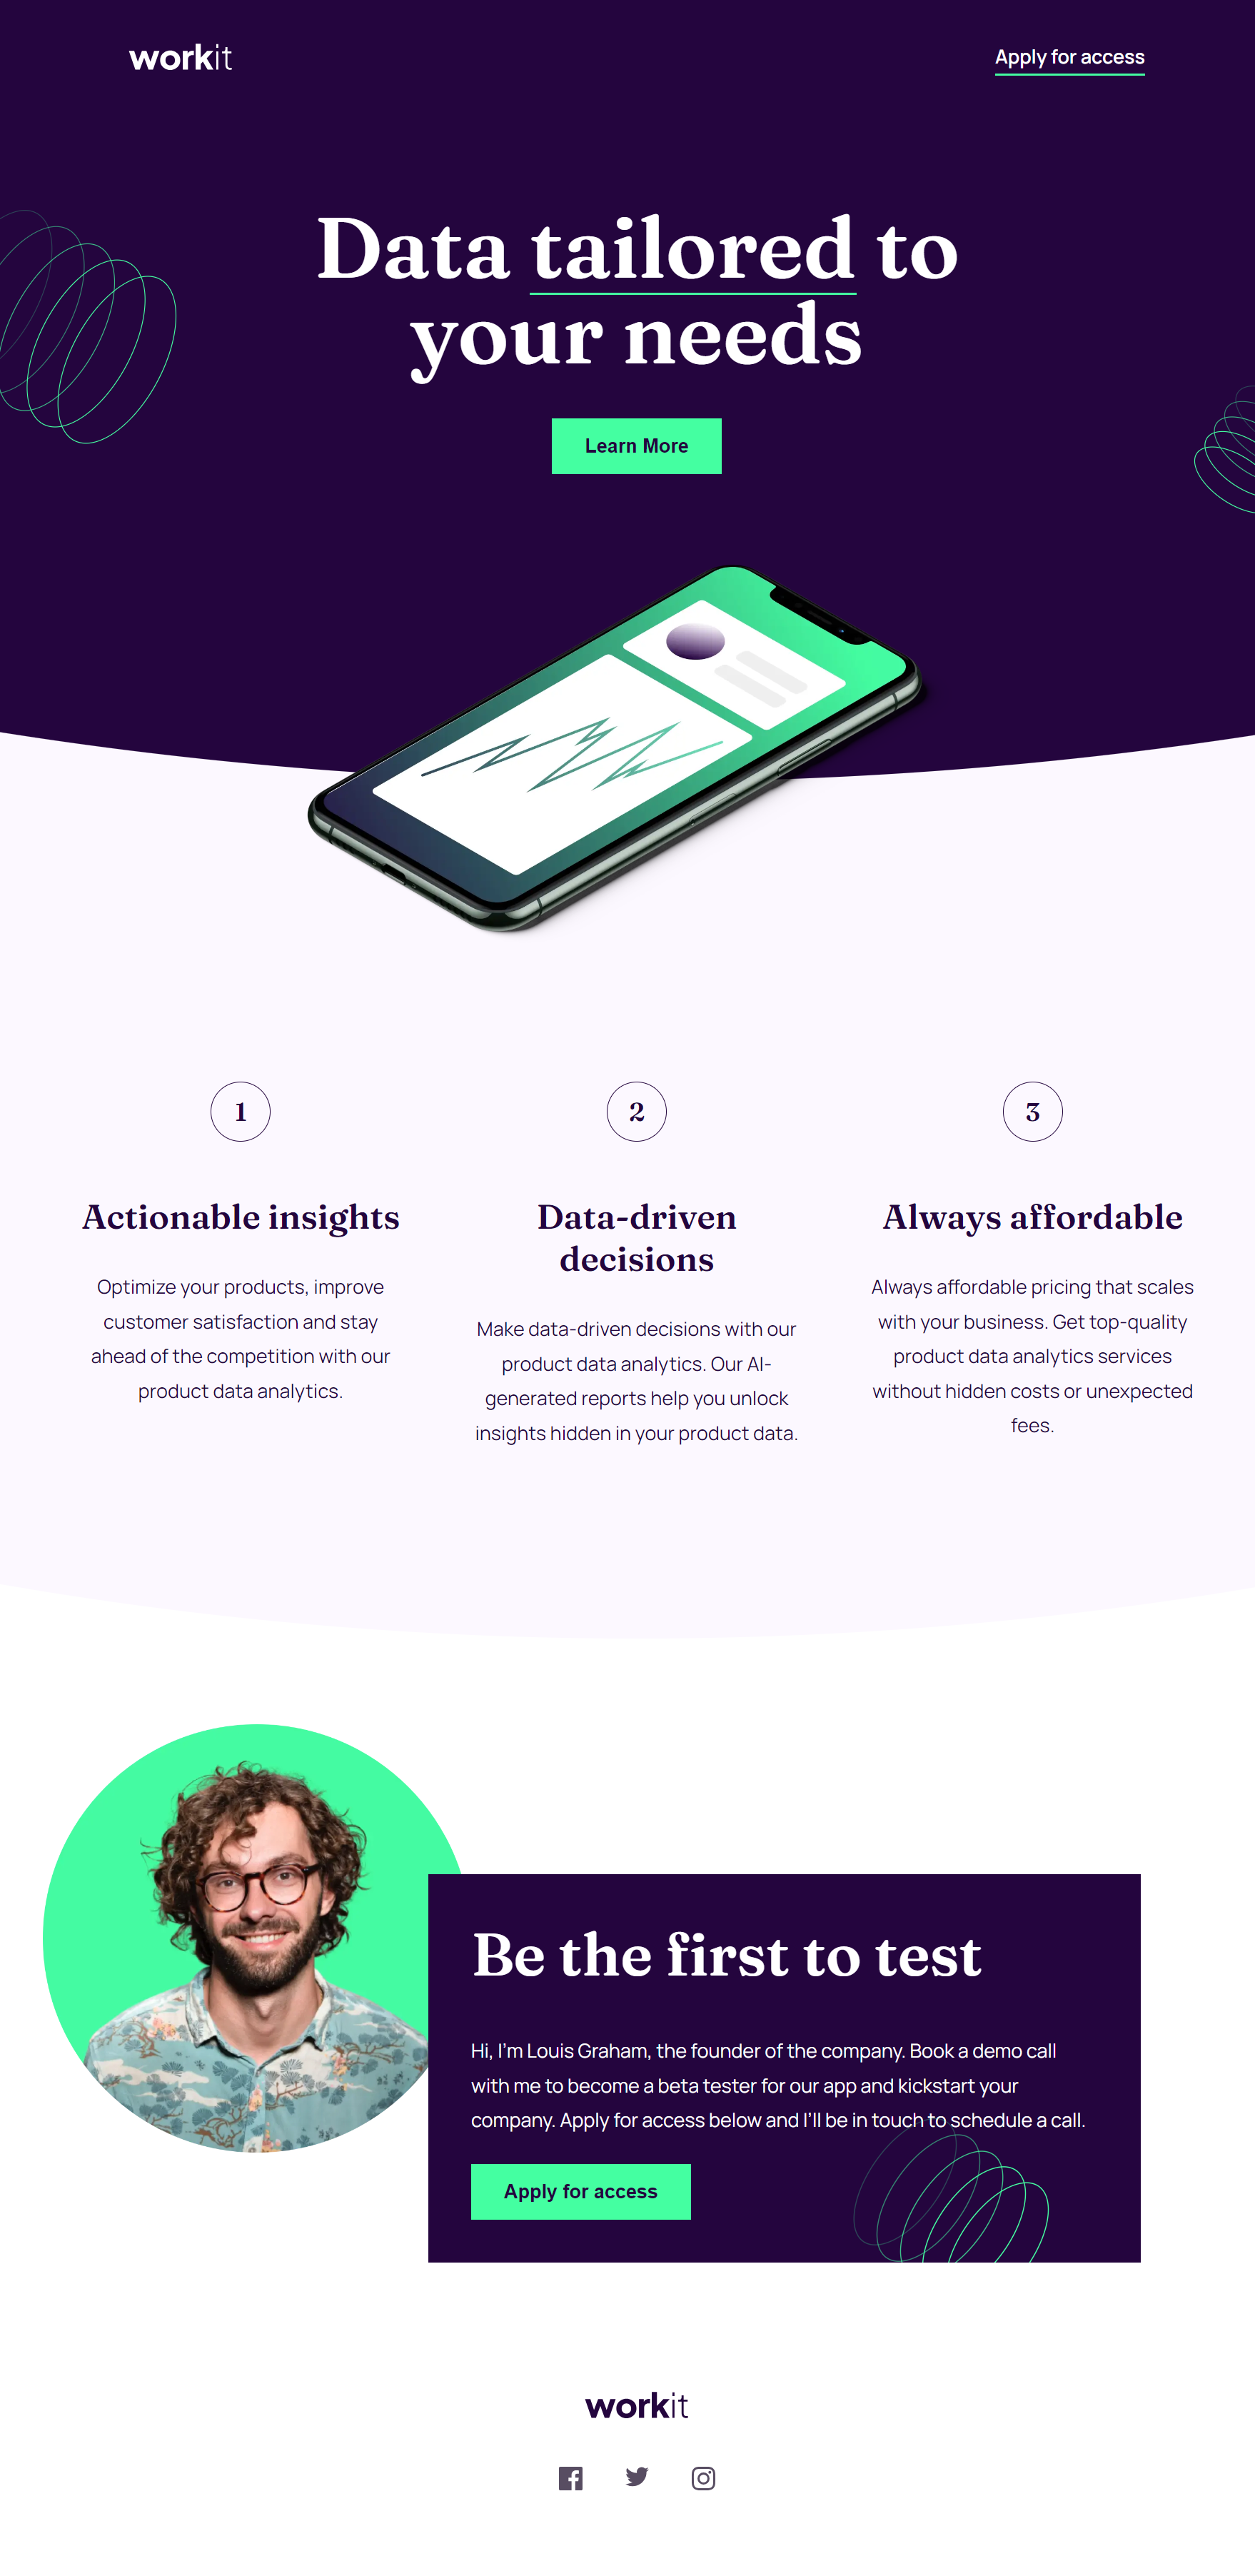 workit
Apply for access
Data tailored to
your needs
Learn More
1
Actionable insights
Optimize your products, improve
customer satisfaction and stay
ahead of the competition with our
product data analytics.
2
Data-driven
decisions
Make data-driven decisions with our
product data analytics. Our AI-
generated reports help you unlock
insights hidden in your product data.
3
Always affordable
Always affordable pricing that scales
with your business. Get top-quality
product data analytics services
without hidden costs or unexpected
fees.
Be the first to test
Hi, I'm Louis Graham, the founder of the company. Book a demo call
with me to become a beta tester for our app and kickstart your
company. Apply for access below and I'll be in touch to schedule a call.
Apply for access
workit